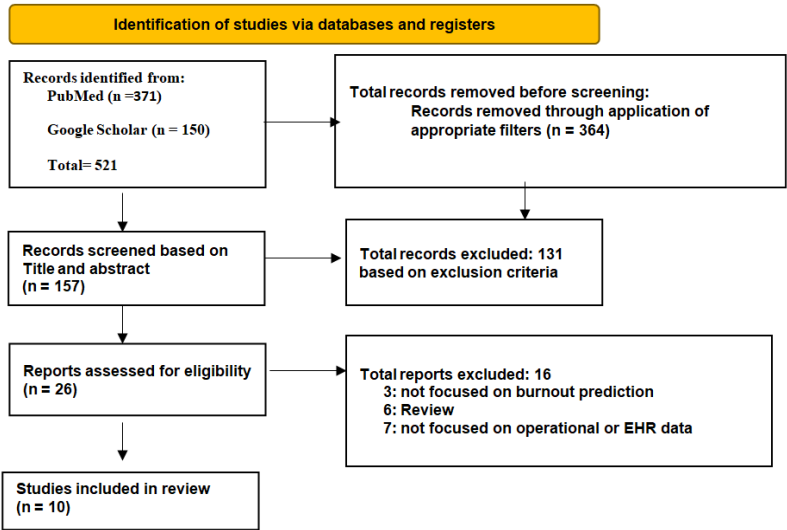 Identification of studies via databases and registers
Records identified from:
PubMed (n =371)
Google Scholar (n = 150)
Total= 521
Total records removed before screening:
Records removed through application of
appropriate filters (n = 364)
Records screened based on
Title and abstract
(n = 157)
Total records excluded: 131
based on exclusion criteria
Reports assessed for eligibility
(n = 26)
Total reports excluded: 16
3: not focused on burnout prediction
6: Review
7: not focused on operational or EHR data
Studies included in review
(n = 10)